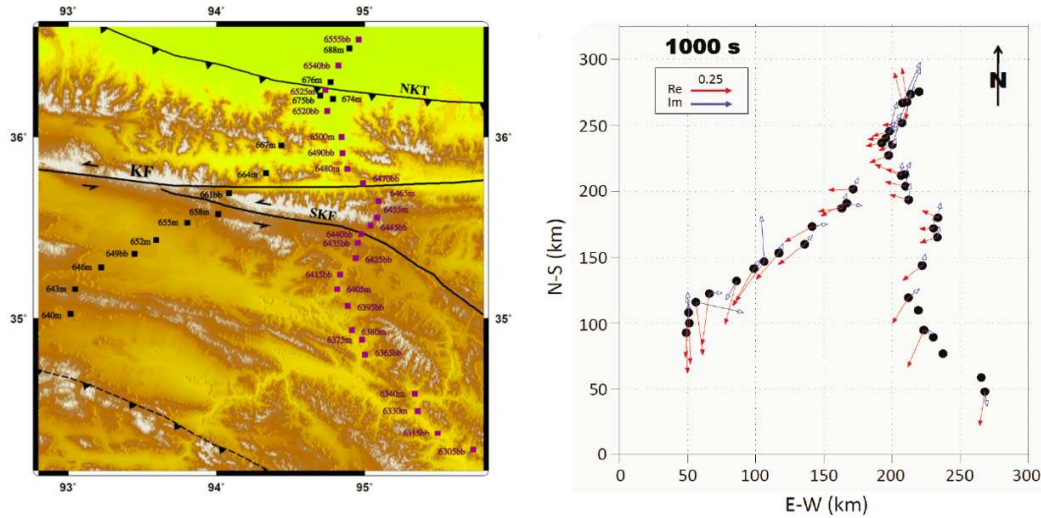 93° 94° 95°
6555bb
688m
6540bb
676m
6525m
NKT
675bb
674m
6520bb
36°
6500m
36°
667m
6490bb
6480m
664m
6470bb
KF
661bb
6465m
658m
SKF
6455m
655m
6445bb
6440bb
652m
6435bb
649bb
6425bb
646m
6415bb
643m
6405m
6395bb
35°
640m
35°
6380m
6375m
6365bb
6340m
6330m
6315bb
6305bb
93° 94° 95°
1000 s
0.25
Re
Im
N
N-S (km)
350
300
250
200
150
100
50
0
0 50 100 150 200 250 300
E-W (km)